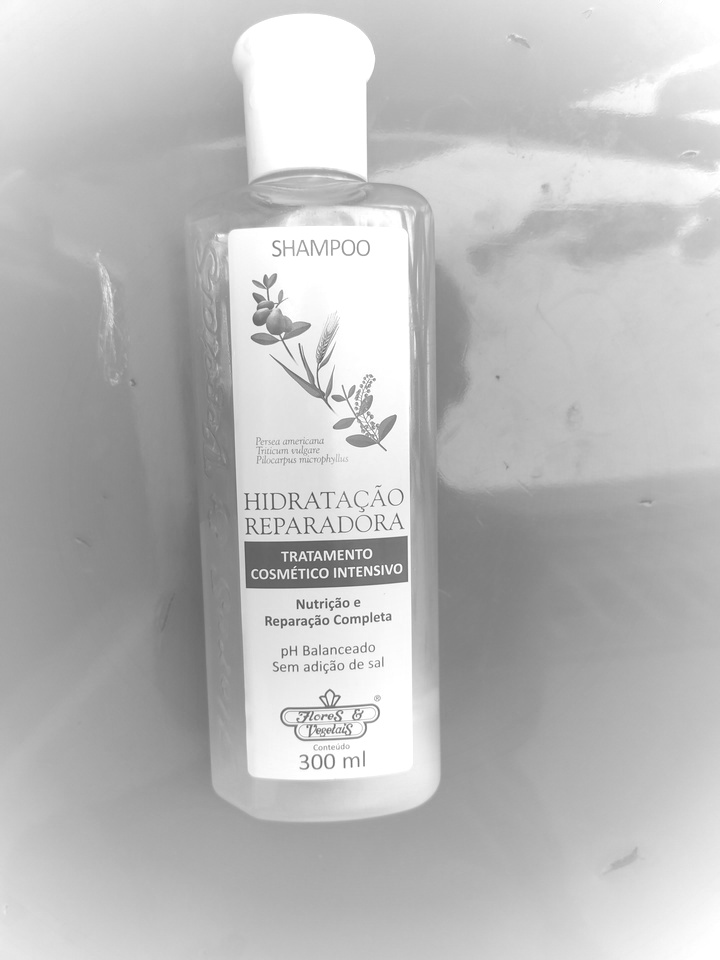 SHAMPOO
Persea americana
Triticum vulgare
Pilocarpus microphyllus
HIDRATAÇÃO
REPARADORA
TRATAMENTO
COSMÉTICO INTENSIVO
Nutrição e
Reparação Completa
pH Balanceado
Sem adição de sal
Flores &
Vegetais
®
Conteúdo
300 ml